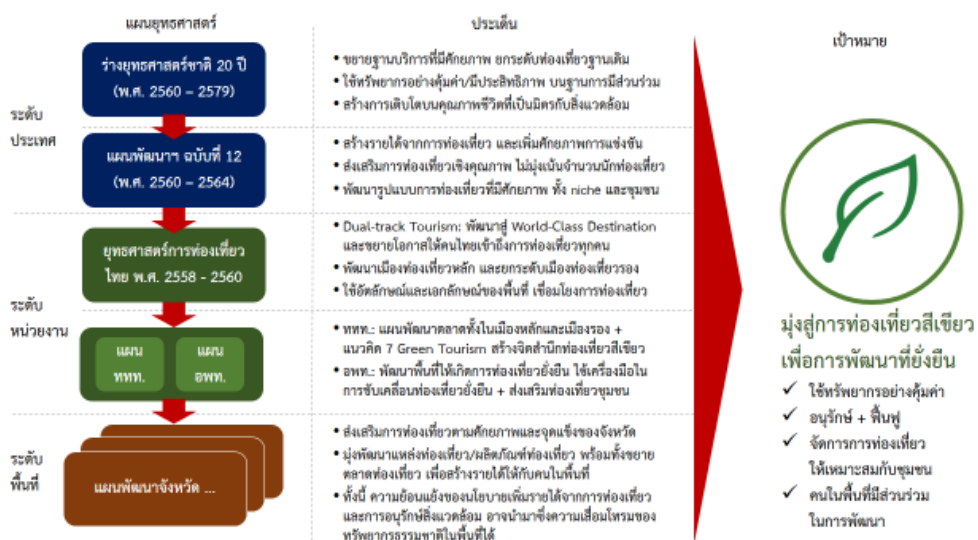 แผนยุทธศาสตร์
ประเด็น
เป้าหมาย
ระดับ
ประเทศ
ร่างยุทธศาสตร์ชาติ 20 ปี
(พ.ศ. 2560 – 2579)
• ขยายฐานบริการที่มีศักยภาพ ยกระดับท่องเที่ยวฐานเดิม
• ใช้ทรัพยากรอย่างคุ้มค่า/มีประสิทธิภาพ บนฐานการมีส่วนร่วม
• สร้างการเติบโตบนคุณภาพชีวิตที่เป็นมิตรกับสิ่งแวดล้อม
แผนพัฒนาฯ ฉบับที่ 12
(พ.ศ. 2560 – 2564)
• สร้างรายได้จากการท่องเที่ยว และเพิ่มศักยภาพการแข่งขัน
• ส่งเสริมการท่องเที่ยวเชิงคุณภาพ ไม่มุ่งเน้นจำนวนนักท่องเที่ยว
• พัฒนารูปแบบการท่องเที่ยวที่มีศักยภาพ ทั้ง niche และชุมชน
ระดับ
หน่วยงาน
ยุทธศาสตร์การท่องเที่ยว
ไทย พ.ศ. 2558 - 2560
• Dual-track Tourism: พัฒนาสู่ World-Class Destination
และขยายโอกาสให้คนไทยเข้าถึงการท่องเที่ยวทุกคน
• พัฒนาเมืองท่องเที่ยวหลัก และยกระดับเมืองท่องเที่ยวรอง
• ใช้อัตลักษณ์และเอกลักษณ์ของพื้นที่ เชื่อมโยงการท่องเที่ยว
แผน
ททท.
แผน
อพท.
• ททท.: แผนพัฒนาตลาดทั้งในเมืองหลักและเมืองรอง +
แนวคิด 7 Green Tourism สร้างจิตสำนึกท่องเที่ยวสีเขียว
• อพท.: พัฒนาพื้นที่ให้เกิดการท่องเที่ยวยั่งยืน ใช้เครื่องมือใน
การขับเคลื่อนท่องเที่ยวยั่งยืน + ส่งเสริมท่องเที่ยวชุมชน
ระดับ
พื้นที่
แผนพัฒนาจังหวัด ...
• ส่งเสริมการท่องเที่ยวตามศักยภาพและจุดแข็งของจังหวัด
• มุ่งพัฒนาแหล่งท่องเที่ยว/ผลิตภัณฑ์ท่องเที่ยว พร้อมทั้งขยาย
ตลาดท่องเที่ยว เพื่อสร้างรายได้ให้กับคนในพื้นที่
• ทั้งนี้ ความย้อนแย้งของนโยบายเพิ่มรายได้จากการท่องเที่ยว
และการอนุรักษ์สิ่งแวดล้อม อาจนำมาซึ่งความเสื่อมโทรมของ
ทรัพยากรธรรมชาติในพื้นที่ได้
มุ่งสู่การท่องเที่ยวสีเขียว
เพื่อการพัฒนาที่ยั่งยืน
✓ ใช้ทรัพยากรอย่างคุ้มค่า
✓ อนุรักษ์ + ฟื้นฟู
✓ จัดการการท่องเที่ยว
ให้เหมาะสมกับชุมชน
✓ คนในพื้นที่มีส่วนร่วม
ในการพัฒนา